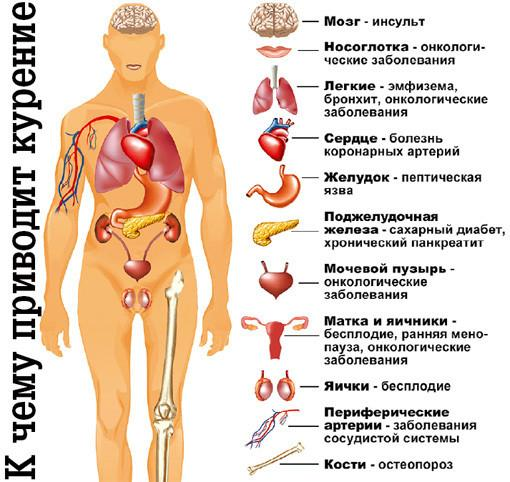 К чему приводит курение
Мозг - инсульт
Носоглотка - онкологи-
ческие заболевания
Легкие - эмфизема,
бронхит, онкологические
заболевания
Сердце - болезнь
коронарных артерий
Желудок - пептическая
язва
Поджелудочная
железа - сахарный диабет,
хронический панкреатит
Мочевой пузырь -
онкологические
заболевания
Матка и яичники -
бесплодие, ранняя мено-
пауза, онкологические
заболевания
Яички - бесплодие
Периферические
артерии - заболевания
сосудистой системы
Кости - остеопороз